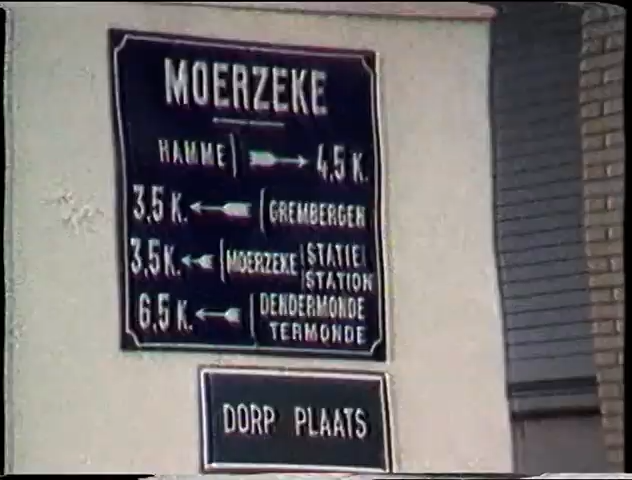 MOERZEKE
HAMME 4,5 K.
3,5 K. GREMBERGEN
3,5 K. MOERZEKE STATIE
STATION
6,5 K. DENDERMONDE
TERMONDE
DORP PLAATS